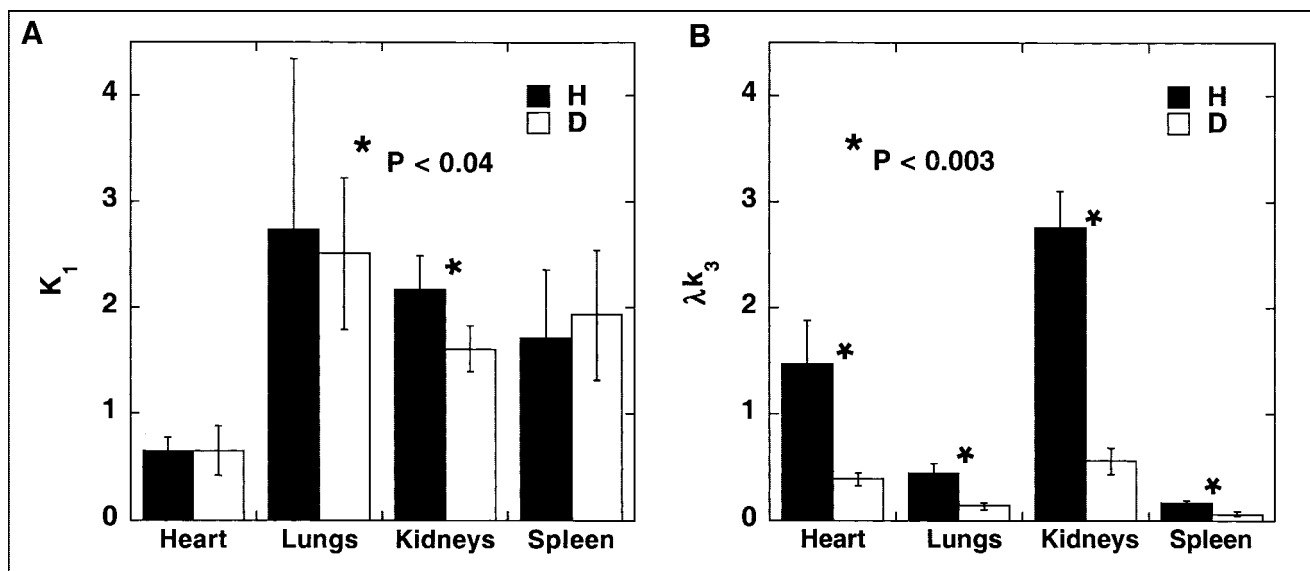 A
4
3
2
1
0
K1
H
D
* P < 0.04
*
Heart Lungs Kidneys Spleen
B
4
3
2
1
0
λk3
H
D
* P < 0.003
*
*
*
*
Heart Lungs Kidneys Spleen